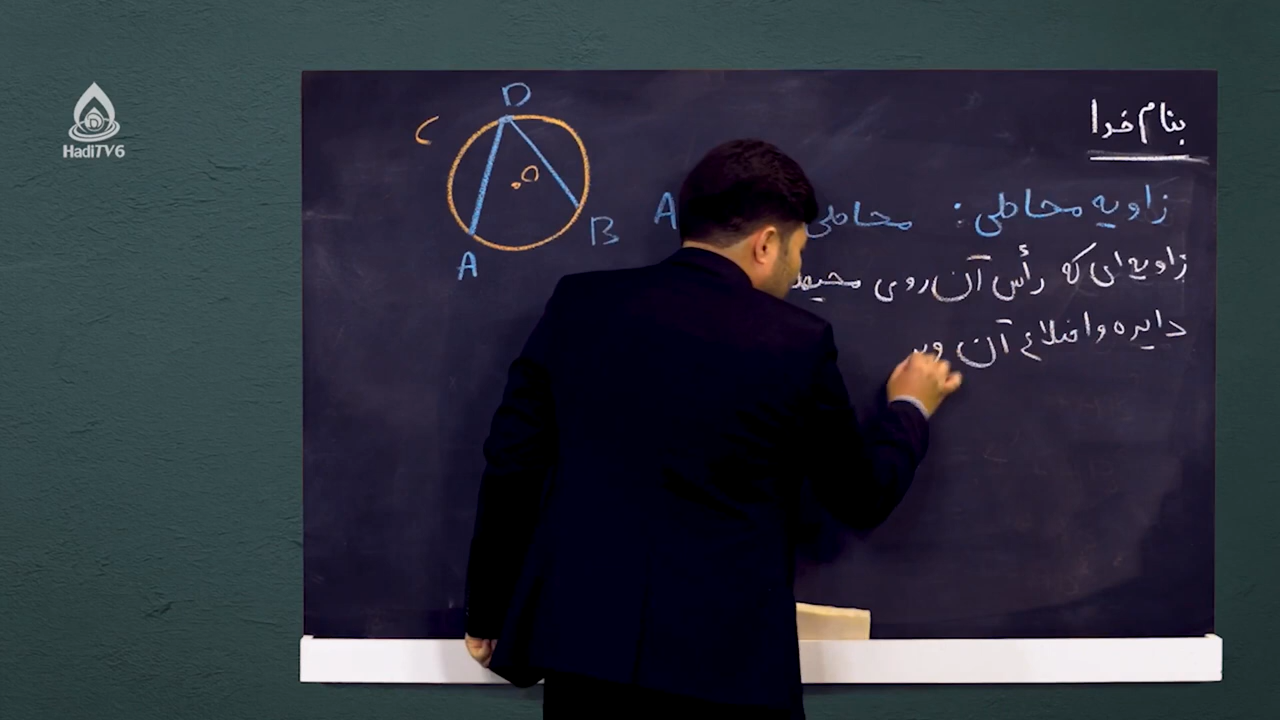 HadiTV6
بنام خدا
زاویه محاطی: محاطی A
زاویه‌ای که رأس آن روی محیط
دایره و اضلاع آن
D
C
O
B
A